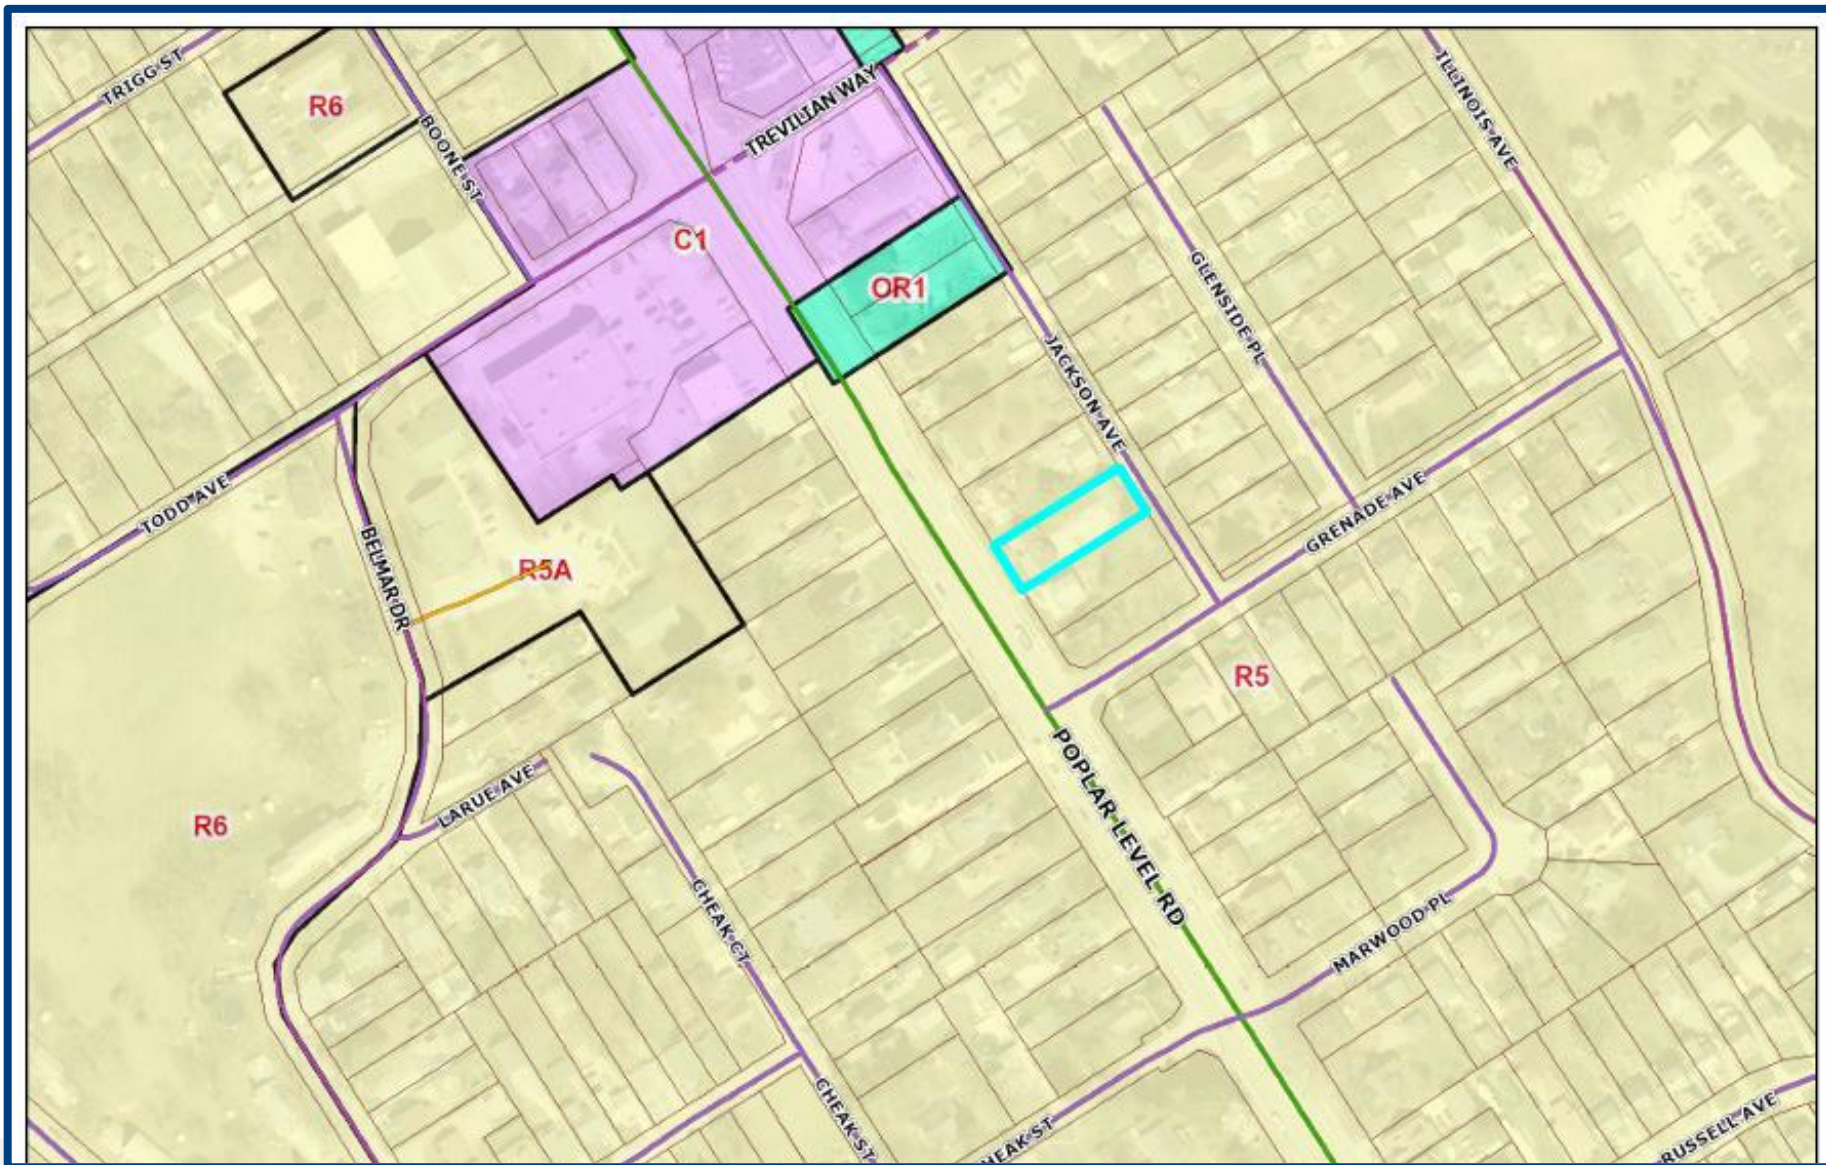 TRIGG ST
R6
BOONE ST
TREVILIAN WAY
ILLINOIS AVE
C1
OR1
GLENSIDE PL
JACKSON AVE
TODD AVE
BELMAR DR
R5A
GRENADE AVE
R5
POPLAR LEVEL RD
LARUE AVE
R6
CHEAK CT
MARWOOD PL
CHEAK ST
HEAK ST
RUSSELL AVE